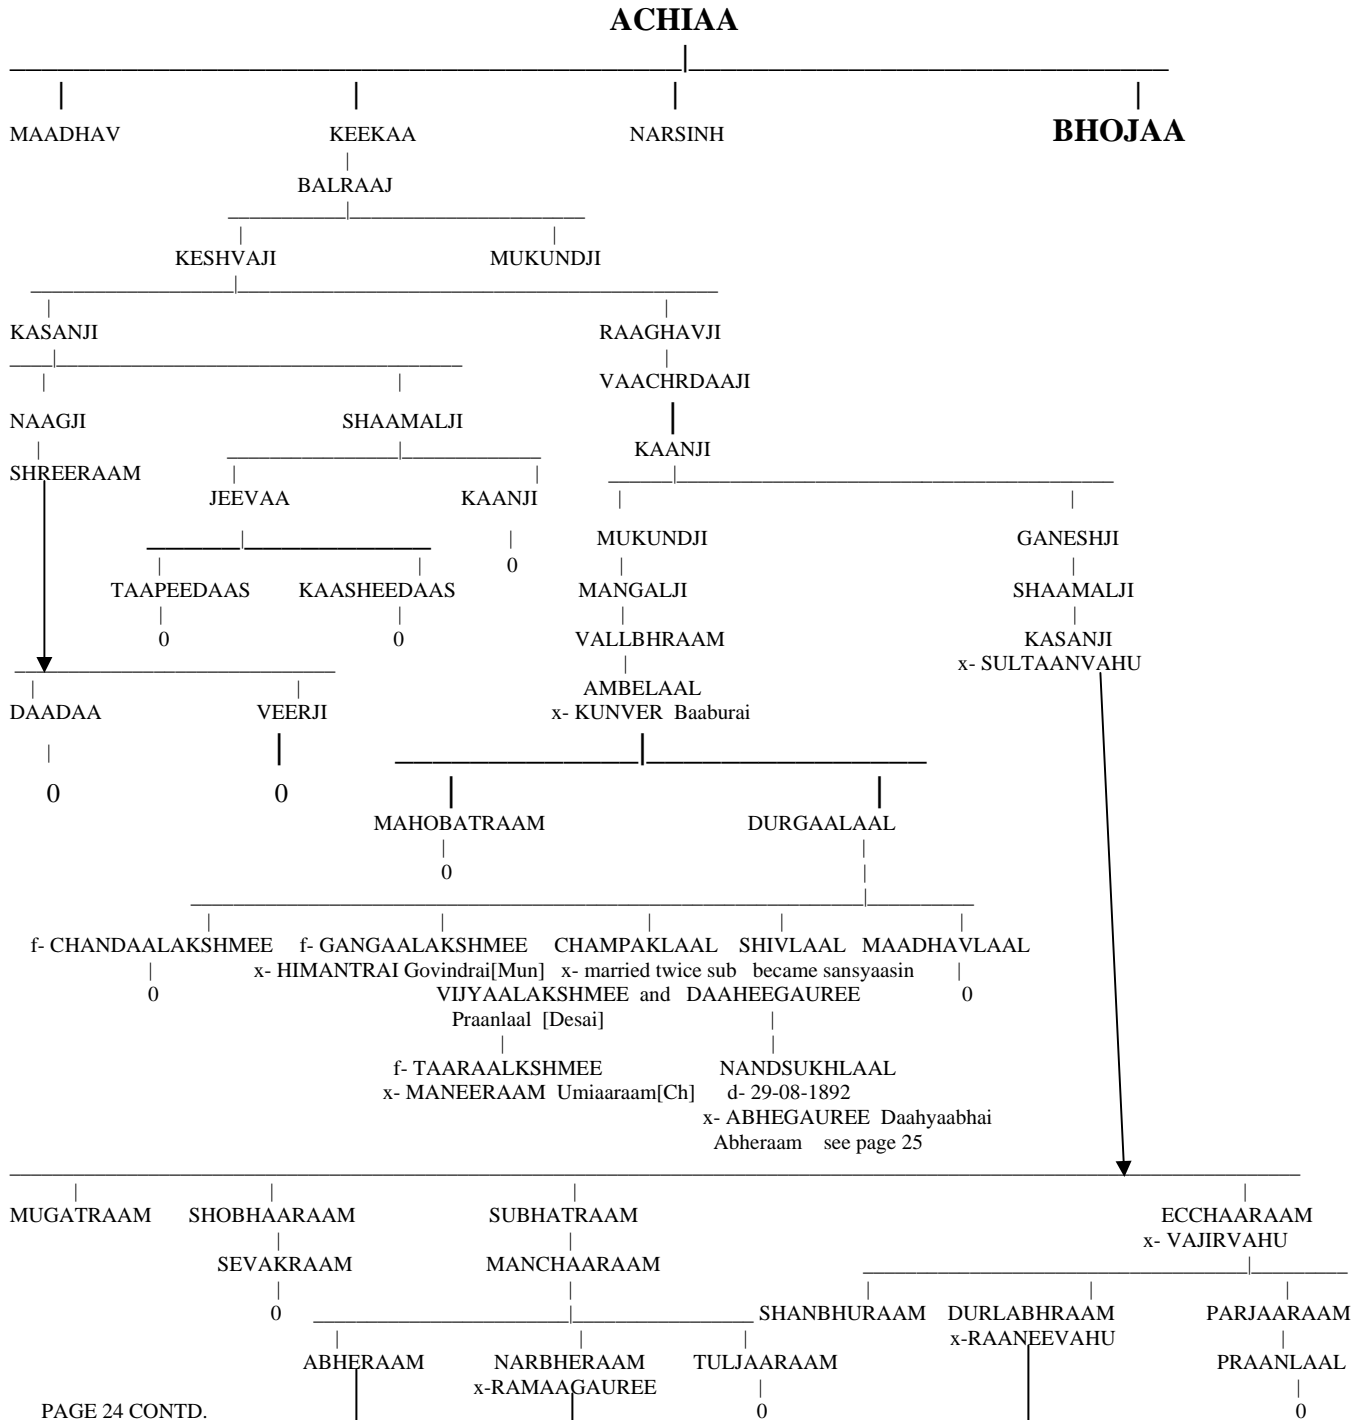 ACHIAA
MAADHAV KEEKAA NARSINH BHOJAA
BALRAAJ
KESHVAJI MUKUNDJI
KASANJI RAAGHAVJI
VAACHRDAAJI
NAAGJI SHAAMALJI
KAANJI
SHREERAAM
JEEVAA KAANJI
MUKUNDJI GANESHJI
0
TAAPEEDAAS KAASHEEDAAS MANGALJI SHAAMALJI
0 0 VALLBHRAAM KASANJI
x- SULTAANVAHU
AMBELAAL
DAADAA VEERJI x- KUNVER Baaburai
0 0
MAHOBATRAAM DURGAALAAL
0
f- CHANDAALAKSHMEE f- GANGAALAKSHMEE CHAMPAKLAAL SHIVLAAL MAADHAVLAAL
x- HIMANTRAI Govindrai[Mun] x- married twice sub became sansyaasin
0 VIJYAALAKSHMEE and DAAHEEGAUREE 0
Praanlaal [Desai]
f- TAARAALKSHMEE NANDSUKHLAAL
x- MANEERAAM Umiaaraam[Ch] d- 29-08-1892
x- ABHEGAUREE Daahyaabhai
Abheraam see page 25
MUGATRAAM SHOBHAARAAM SUBHATRAAM ECCHAARAAM
x- VAJIRVAHU
SEVAKRAAM MANCHAARAAM
0 SHANBHURAAM DURLABHRAAM PARJAARAAM
x-RAANEEVAHU
ABHERAAM NARBHERAAM TULJAARAAM PRAANLAAL
x-RAMAAGAUREE
PAGE 24 CONTD. 0 0